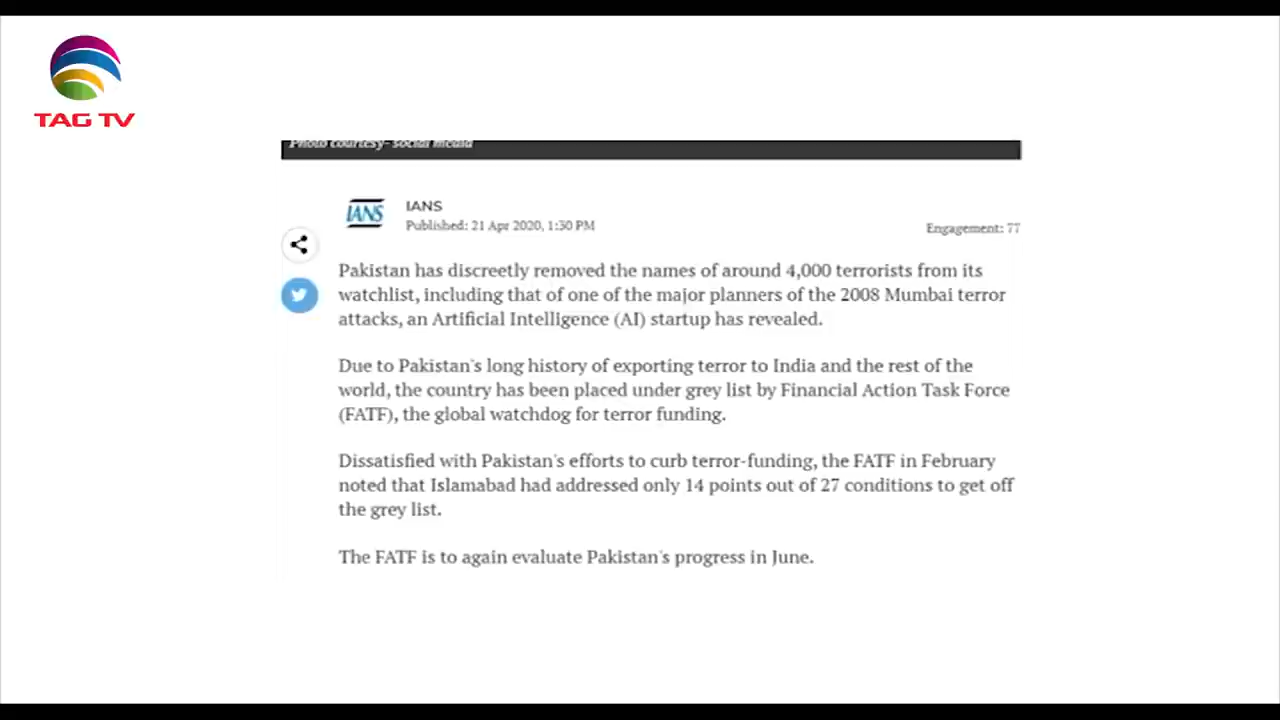 TAG TV
Photo courtesy- social media
IANS
IANS
Published: 21 Apr 2020, 1:30 PM
Engagement: 77
Pakistan has discreetly removed the names of around 4,000 terrorists from its
watchlist, including that of one of the major planners of the 2008 Mumbai terror
attacks, an Artificial Intelligence (AI) startup has revealed.
Due to Pakistan's long history of exporting terror to India and the rest of the
world, the country has been placed under grey list by Financial Action Task Force
(FATF), the global watchdog for terror funding.
Dissatisfied with Pakistan's efforts to curb terror-funding, the FATF in February
noted that Islamabad had addressed only 14 points out of 27 conditions to get off
the grey list.
The FATF is to again evaluate Pakistan's progress in June.